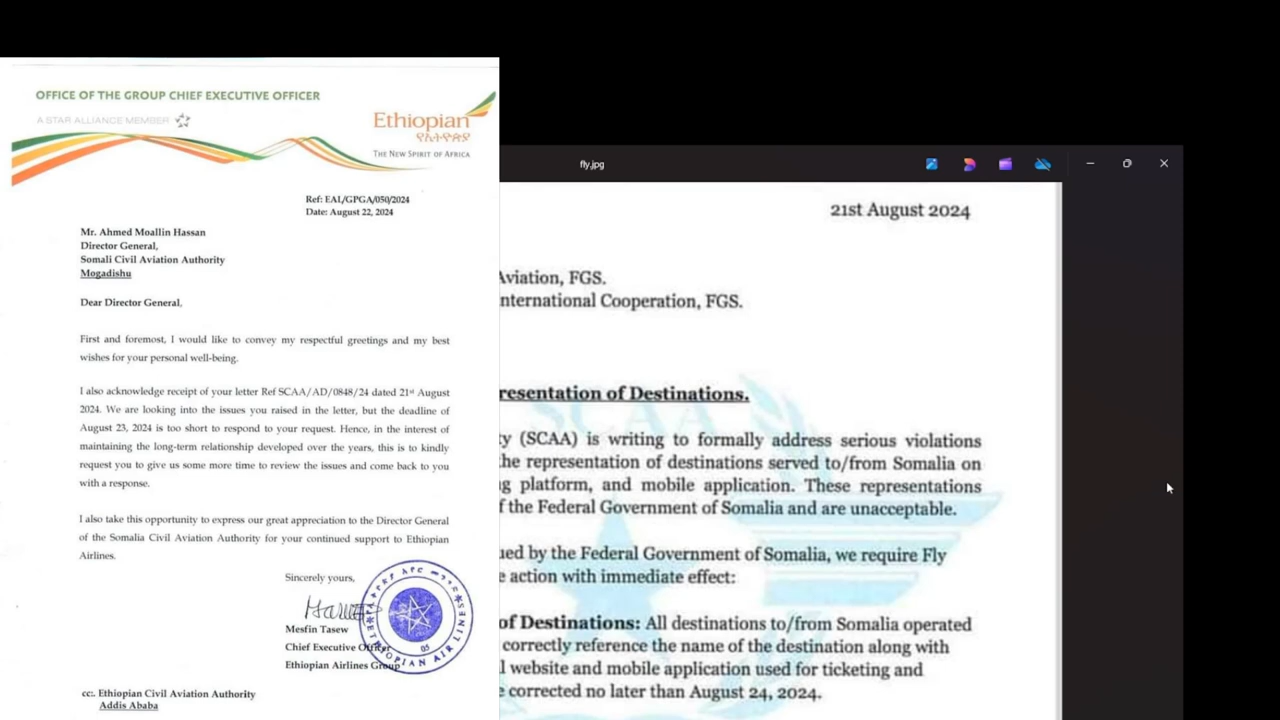 OFFICE OF THE GROUP CHIEF EXECUTIVE OFFICER
A STAR ALLIANCE MEMBER
Ethiopian
የኢትዮጵያ
THE NEW SPIRIT OF AFRICA
Ref: EAL/GPGA/050/2024
Date: August 22, 2024
Mr. Ahmed Moallin Hassan
Director General,
Somali Civil Aviation Authority
Mogadishu
Dear Director General,
First and foremost, I would like to convey my respectful greetings and my best
wishes for your personal well-being.
I also acknowledge receipt of your letter Ref SCAA/AD/0848/24 dated 21st August
2024. We are looking into the issues you raised in the letter, but the deadline of
August 23, 2024 is too short to respond to your request. Hence, in the interest of
maintaining the long-term relationship developed over the years, this is to kindly
request you to give us some more time to review the issues and come back to you
with a response.
I also take this opportunity to express our great appreciation to the Director General
of the Somalia Civil Aviation Authority for your continued support to Ethiopian
Airlines.
Sincerely yours,
Mesfin Tasew
Chief Executive Officer
Ethiopian Airlines Group
ETHIOPIAN AIRLINES
05
cc:. Ethiopian Civil Aviation Authority
Addis Ababa
fly.jpg
21st August 2024
Aviation, FGS.
nternational Cooperation, FGS.
resentation of Destinations.
SCAA
y (SCAA) is writing to formally address serious violations
he representation of destinations served to/from Somalia on
g platform, and mobile application. These representations
f the Federal Government of Somalia and are unacceptable.
ued by the Federal Government of Somalia, we require Fly
e action with immediate effect:
of Destinations: All destinations to/from Somalia operated
correctly reference the name of the destination along with
l website and mobile application used for ticketing and
e corrected no later than August 24, 2024.